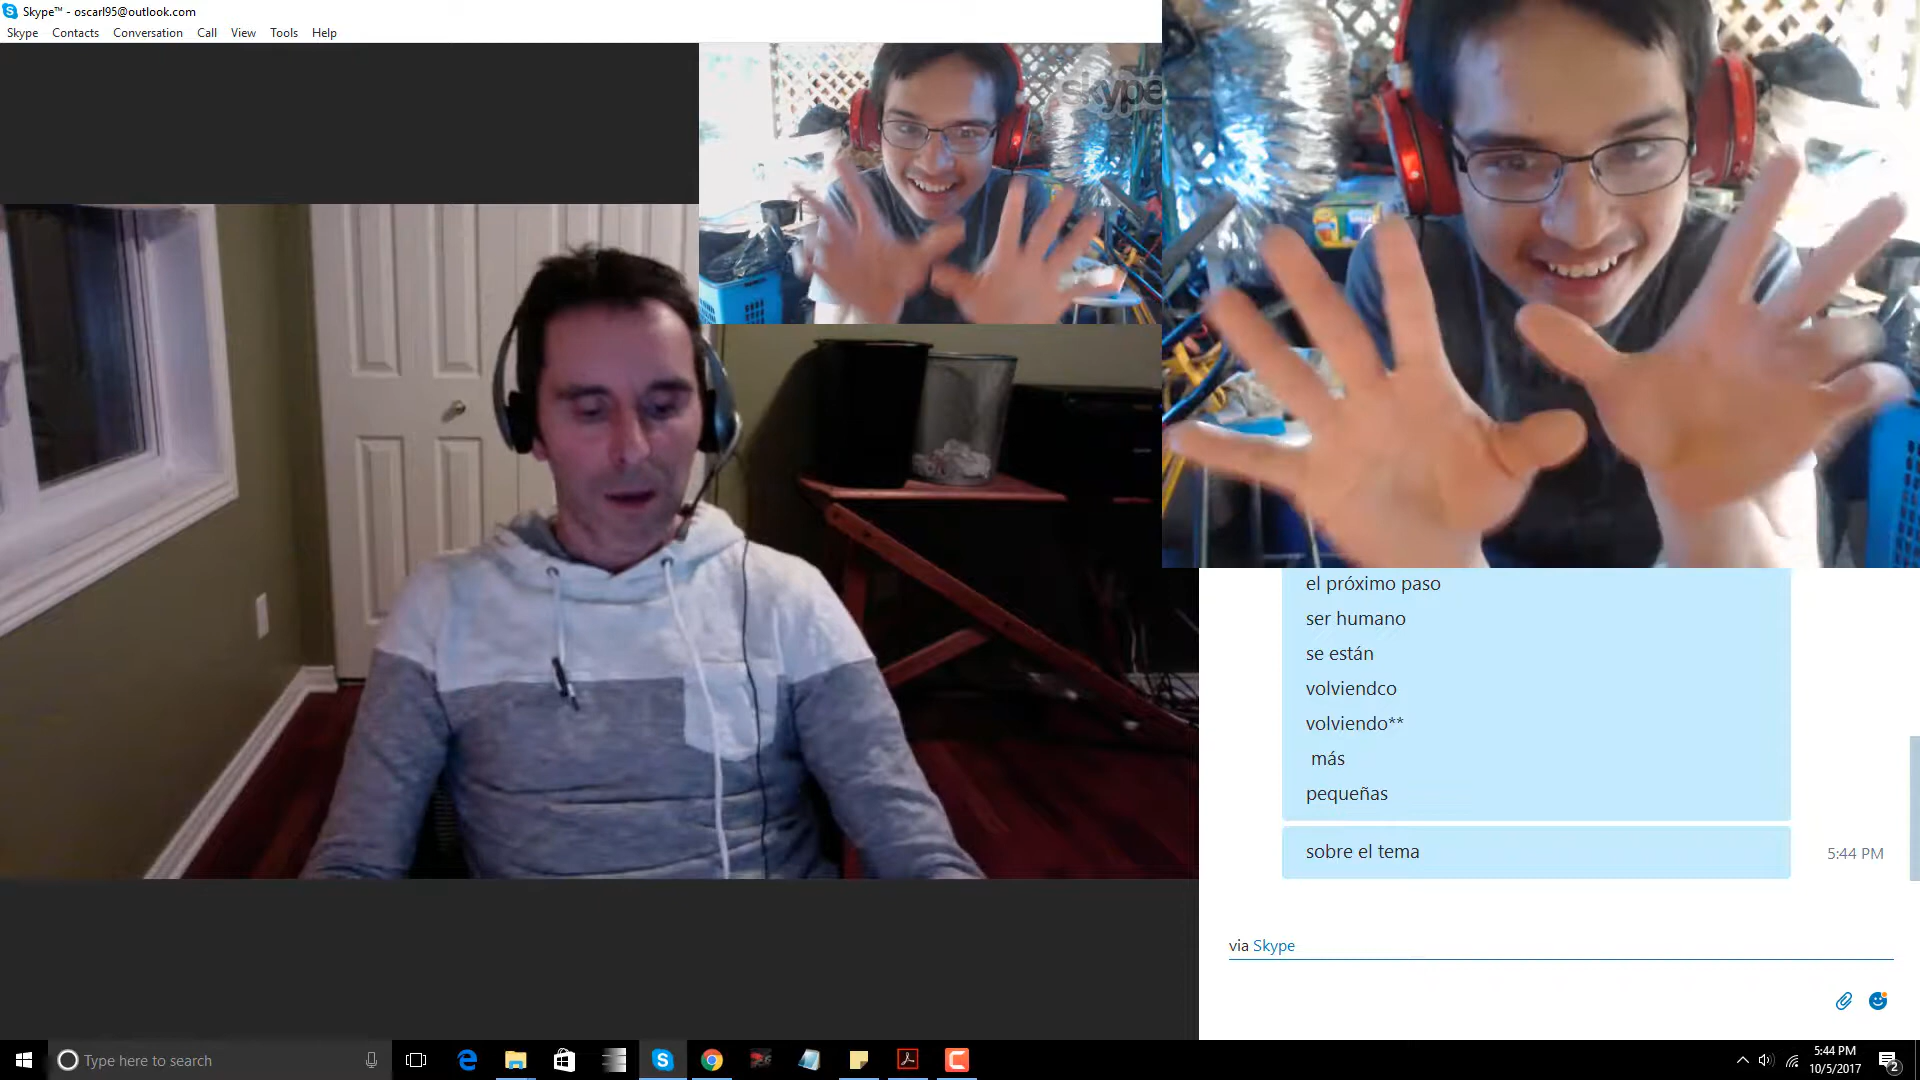 Skype™ - oscarl95@outlook.com
Skype Contacts Conversation Call View Tools Help
skype
el próximo paso
ser humano
se están
volviendco
volviendo**
más
pequeñas
sobre el tema
5:44 PM
via Skype
Type here to search
5:44 PM
10/5/2017
2